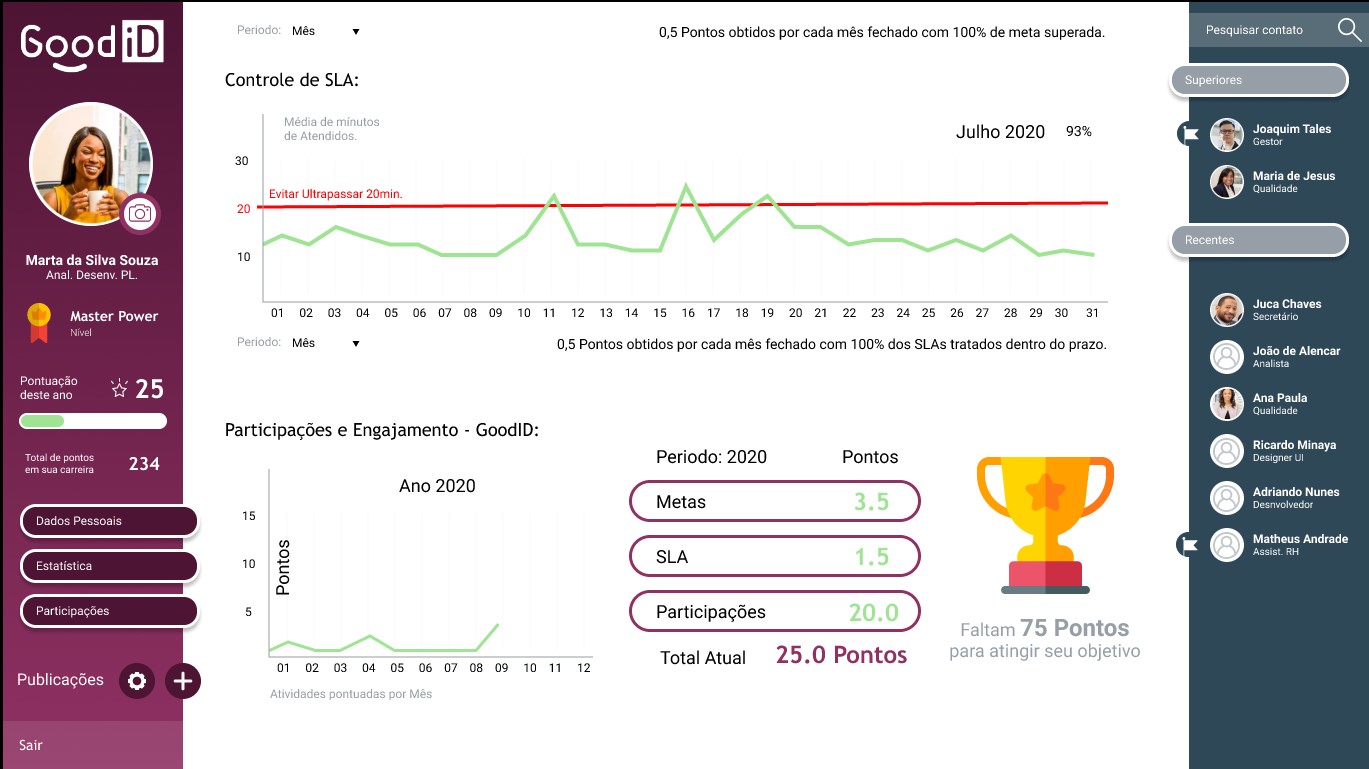 Good iD
Marta da Silva Souza
Anal. Desenv. PL.
Master Power
Nível
Pontuação
deste ano
25
Total de pontos
em sua carreira
234
Dados Pessoais
Estatística
Participações
Publicações
Sair
Periodo: Mês
0,5 Pontos obtidos por cada mês fechado com 100% de meta superada.
Controle de SLA:
Média de mínutos
de Atendidos.
Julho 2020 93%
30
Evitar Ultrapassar 20min.
20
10
01 02 03 04 05 06 07 08 09 10 11 12 13 14 15 16 17 18 19 20 21 22 23 24 25 26 27 28 29 30 31
Periodo: Mês
0,5 Pontos obtidos por cada mês fechado com 100% dos SLAs tratados dentro do prazo.
Participações e Engajamento - GoodID:
Ano 2020
15
10
5
Pontos
01 02 03 04 05 06 07 08 09 10 11 12
Atividades pontuadas por Mês
Periodo: 2020 Pontos
Metas 3.5
SLA 1.5
Participações 20.0
Total Atual 25.0 Pontos
Faltam 75 Pontos
para atingir seu objetivo
Pesquisar contato
Superiores
Joaquim Tales
Gestor
Maria de Jesus
Qualidade
Recentes
Juca Chaves
Secretário
João de Alencar
Analista
Ana Paula
Qualidade
Ricardo Minaya
Designer UI
Adriando Nunes
Desnvolvedor
Matheus Andrade
Assist. RH